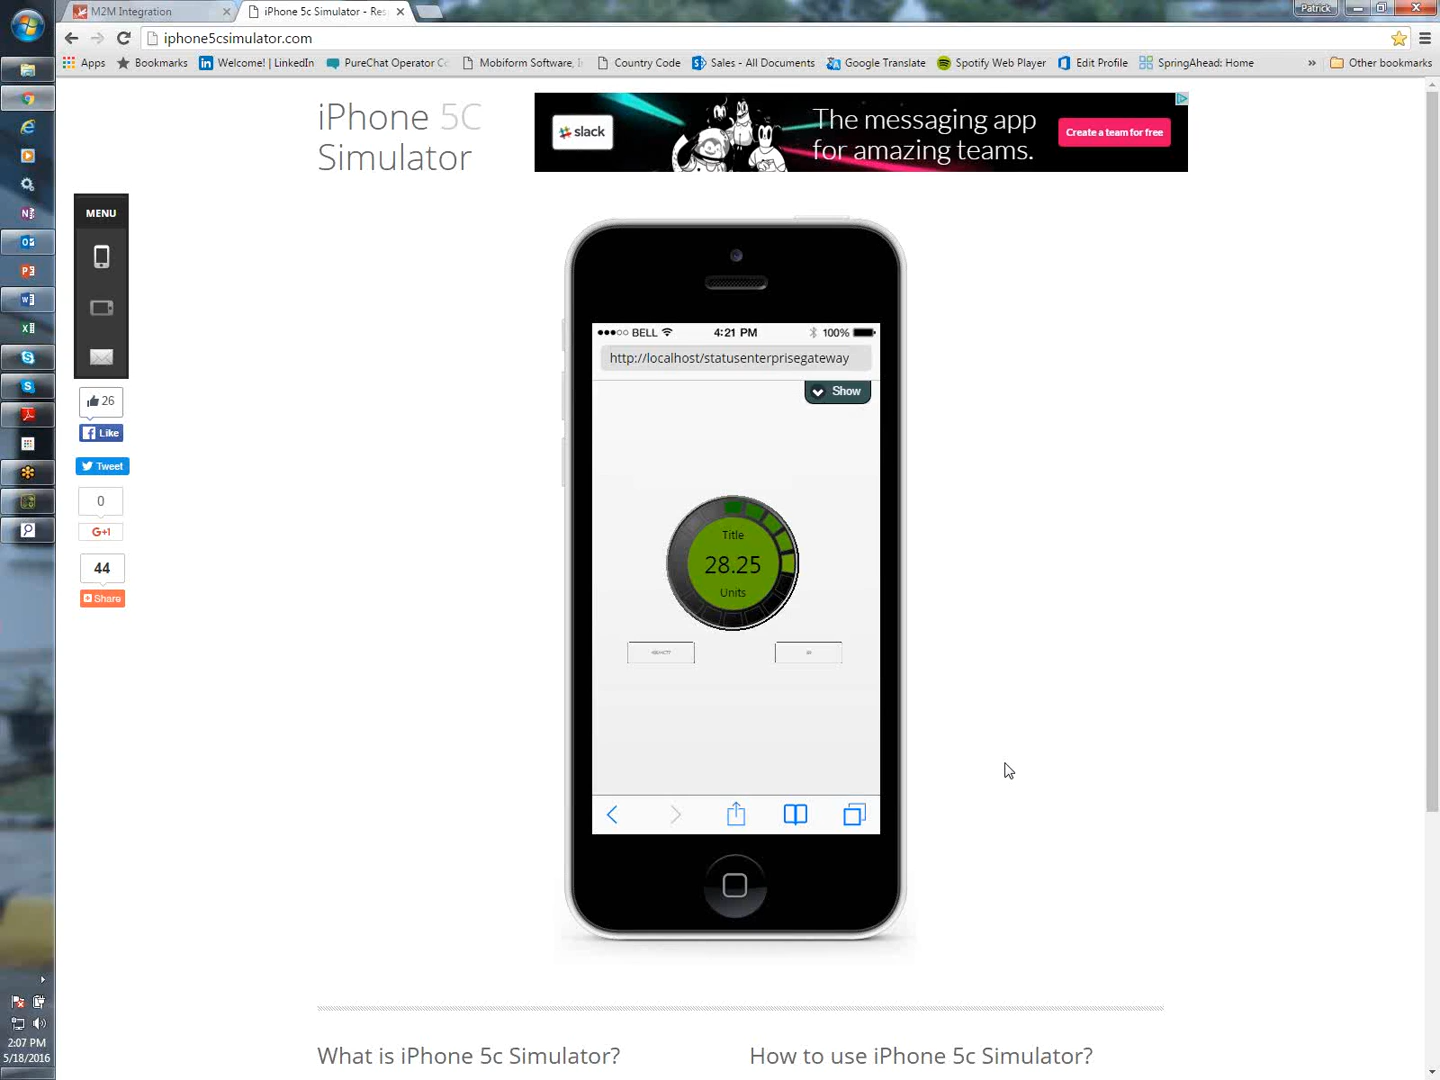 M2M Integration
iPhone 5c Simulator - Res
Patrick
iphone5csimulator.com
Apps
Bookmarks
Welcome! | LinkedIn
PureChat Operator C
Mobiform Software, I
Country Code
Sales - All Documents
Google Translate
Spotify Web Player
Edit Profile
SpringAhead: Home
»
Other bookmarks
iPhone 5C
Simulator
slack
The messaging app
for amazing teams.
Create a team for free
MENU
26
Like
Tweet
0
G+1
44
Share
BELL
4:21 PM
100%
http://localhost/statusenterprisegateway
Show
Title
28.25
Units
2:07 PM
5/18/2016
What is iPhone 5c Simulator?
How to use iPhone 5c Simulator?